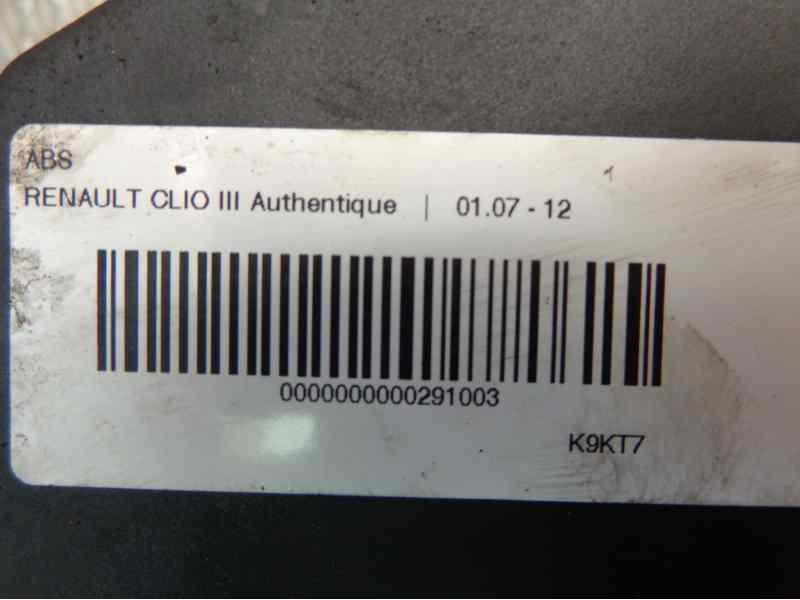 ABS
RENAULT CLIO III Authentique | 01.07 - 12
0000000000291003
K9KT7